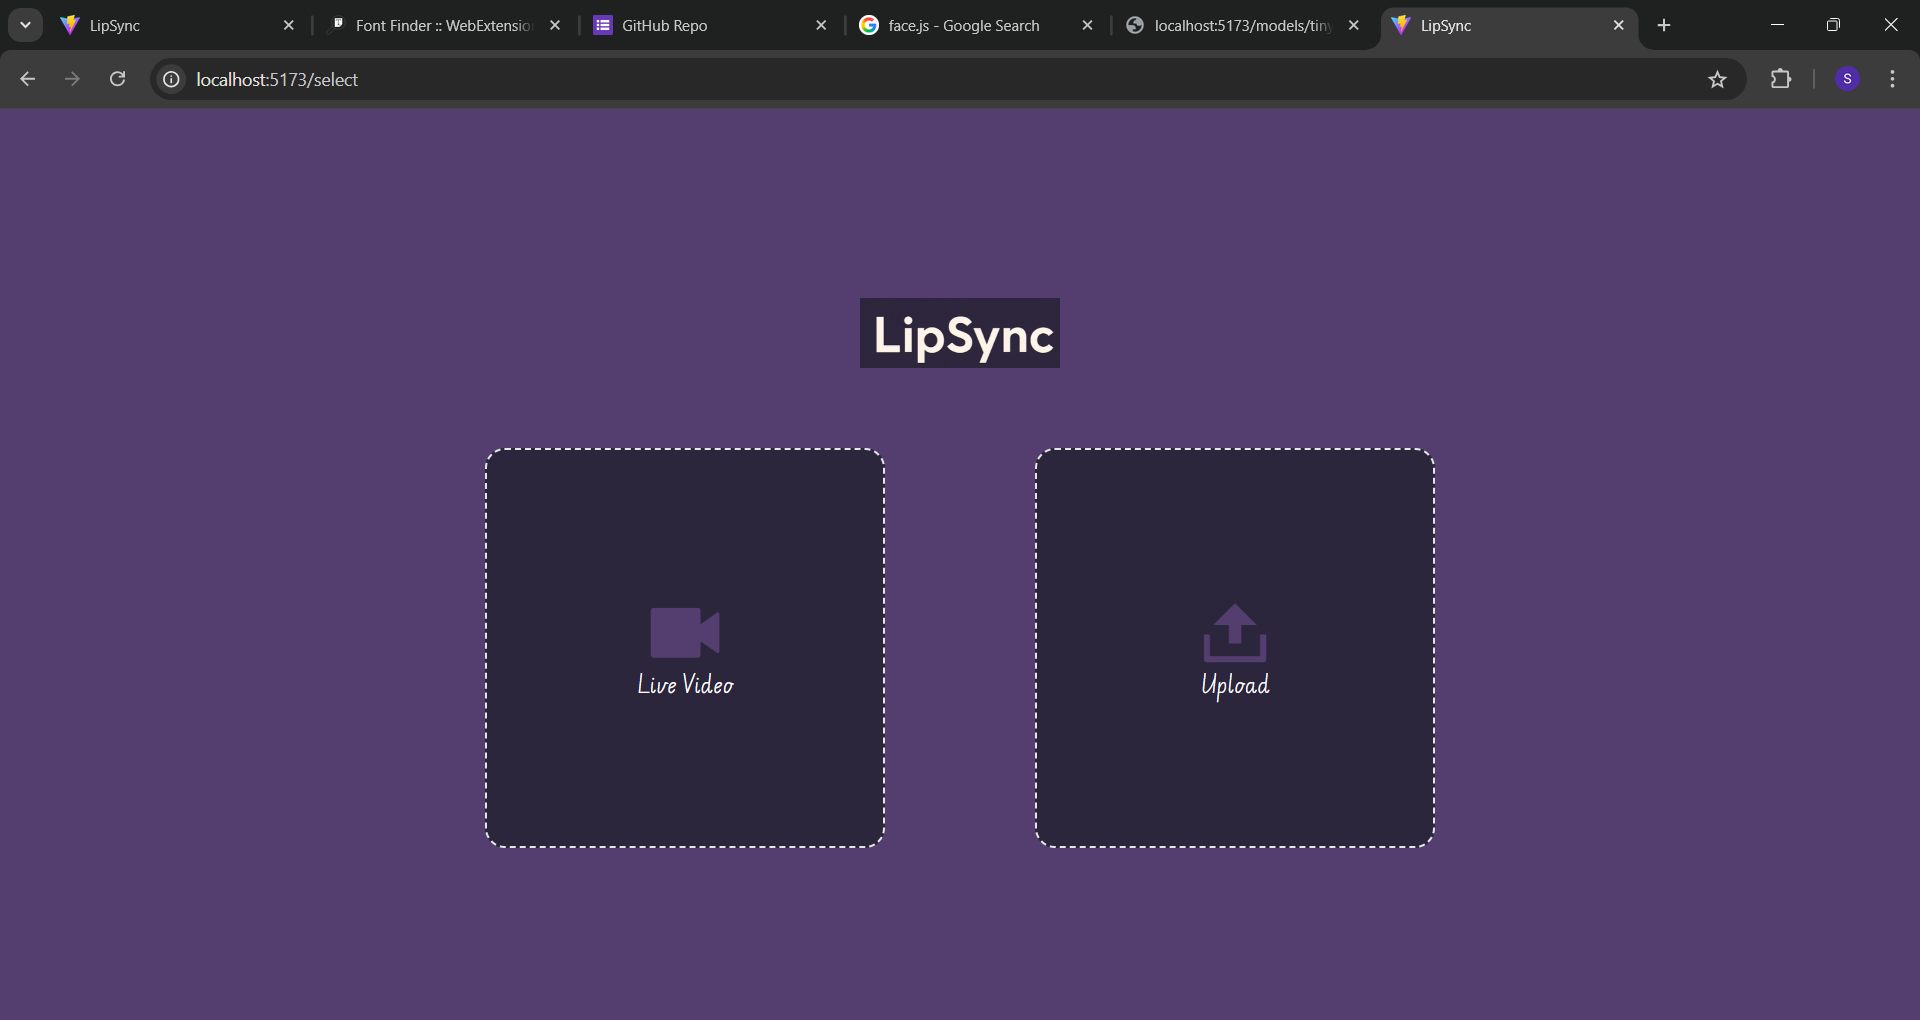 LipSync
Font Finder :: WebExtensio
GitHub Repo
face.js - Google Search
localhost:5173/models/tiny
LipSync
localhost:5173/select
S
LipSync
Live Video
Upload